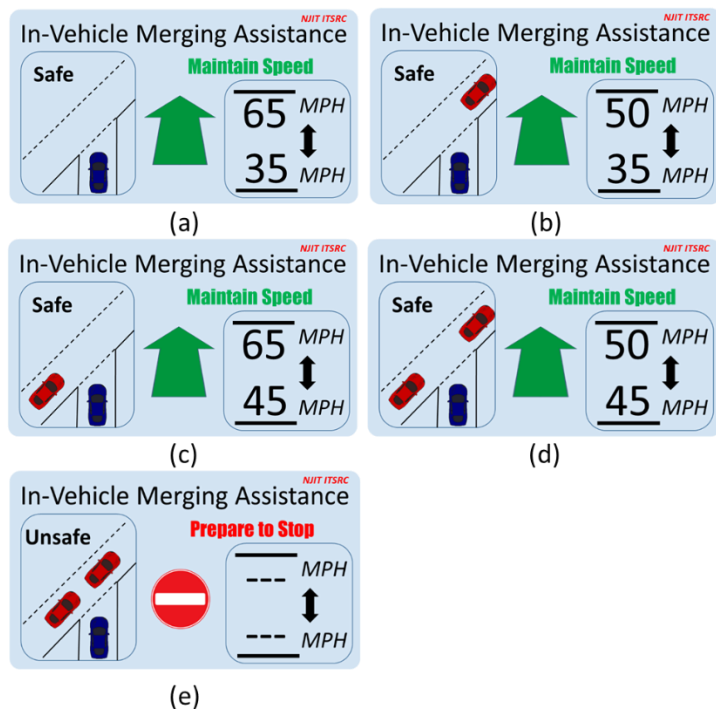 NJIT ITSRC
In-Vehicle Merging Assistance
Safe
Maintain Speed
65 MPH
35 MPH
(a)
NJIT ITSRC
In-Vehicle Merging Assistance
Safe
Maintain Speed
50 MPH
35 MPH
(b)
NJIT ITSRC
In-Vehicle Merging Assistance
Safe
Maintain Speed
65 MPH
45 MPH
(c)
NJIT ITSRC
In-Vehicle Merging Assistance
Safe
Maintain Speed
50 MPH
45 MPH
(d)
NJIT ITSRC
In-Vehicle Merging Assistance
Unsafe
Prepare to Stop
--- MPH
--- MPH
(e)